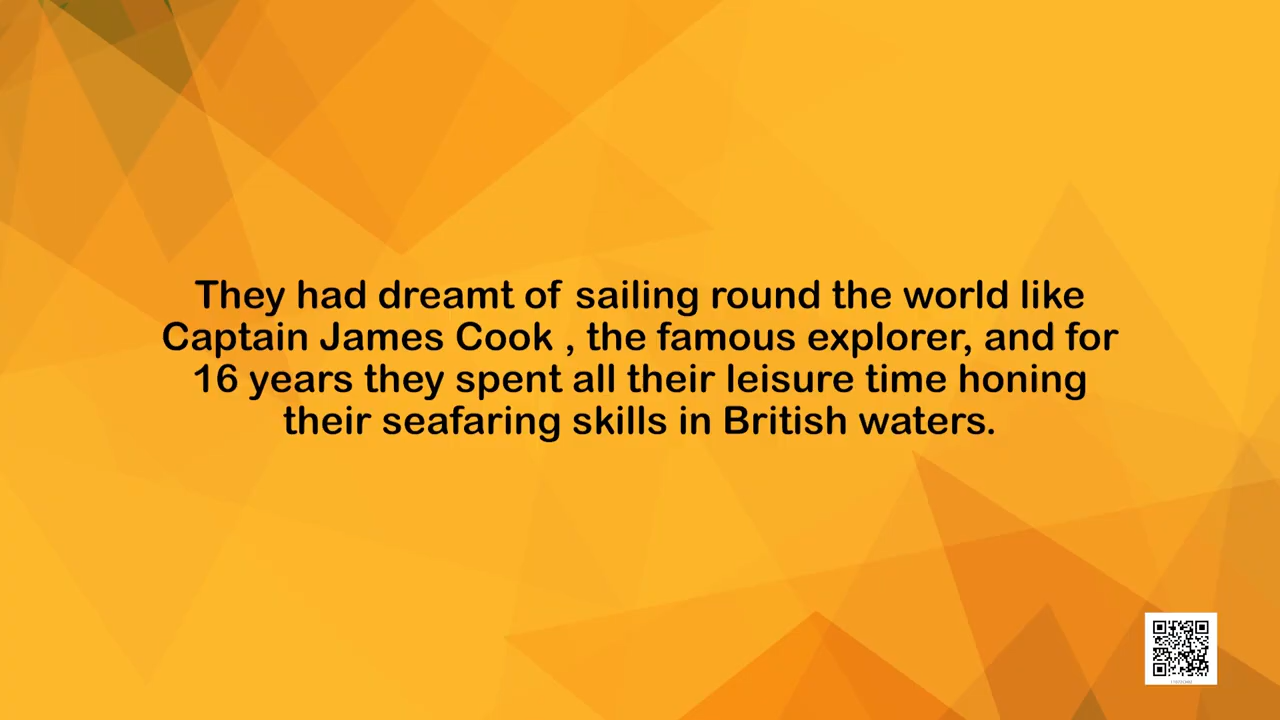 They had dreamt of sailing round the world like
Captain James Cook , the famous explorer, and for
16 years they spent all their leisure time honing
their seafaring skills in British waters.